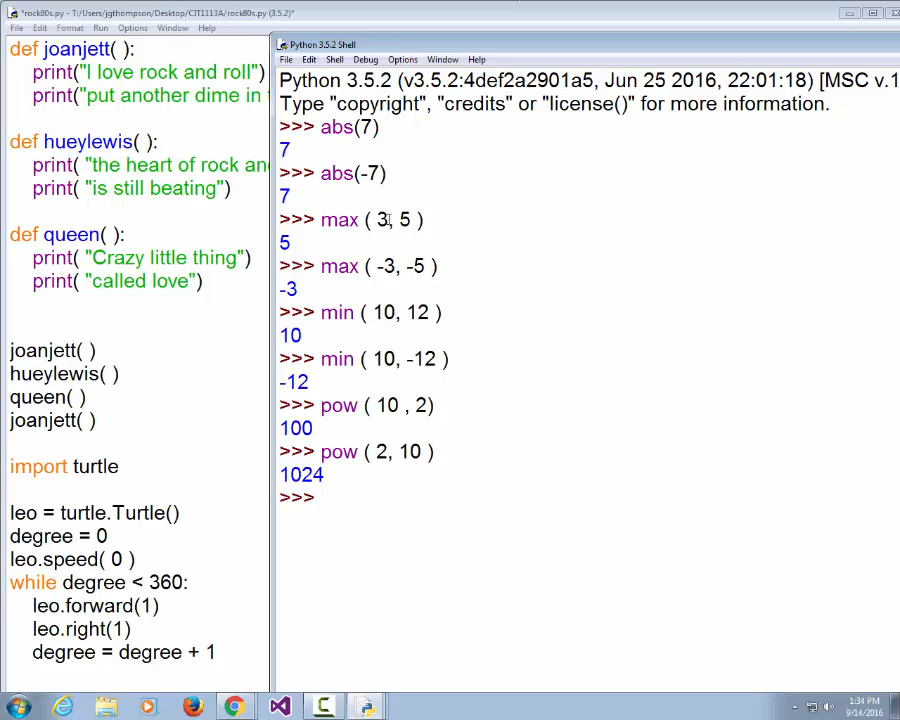 *rock80s.py - T:/Users/jgthompson/Desktop/CIT1113A/rock80s.py (3.5.2)*
File Edit Format Run Options Window Help
def joanjett( ):
print("I love rock and roll")
print("put another dime in t
def hueylewis( ):
print( "the heart of rock an
print( "is still beating")
def queen( ):
print( "Crazy little thing")
print( "called love")
joanjett( )
hueylewis( )
queen( )
joanjett( )
import turtle
leo = turtle.Turtle()
degree = 0
leo.speed( 0 )
while degree < 360:
leo.forward(1)
leo.right(1)
degree = degree + 1
Python 3.5.2 Shell
File Edit Shell Debug Options Window Help
Python 3.5.2 (v3.5.2:4def2a2901a5, Jun 25 2016, 22:01:18) [MSC v.1
Type "copyright", "credits" or "license()" for more information.
>>> abs(7)
7
>>> abs(-7)
7
>>> max ( 3, 5 )
5
>>> max ( -3, -5 )
-3
>>> min ( 10, 12 )
10
>>> min ( 10, -12 )
-12
>>> pow ( 10 , 2)
100
>>> pow ( 2, 10 )
1024
>>>
1:34 PM
9/14/2016